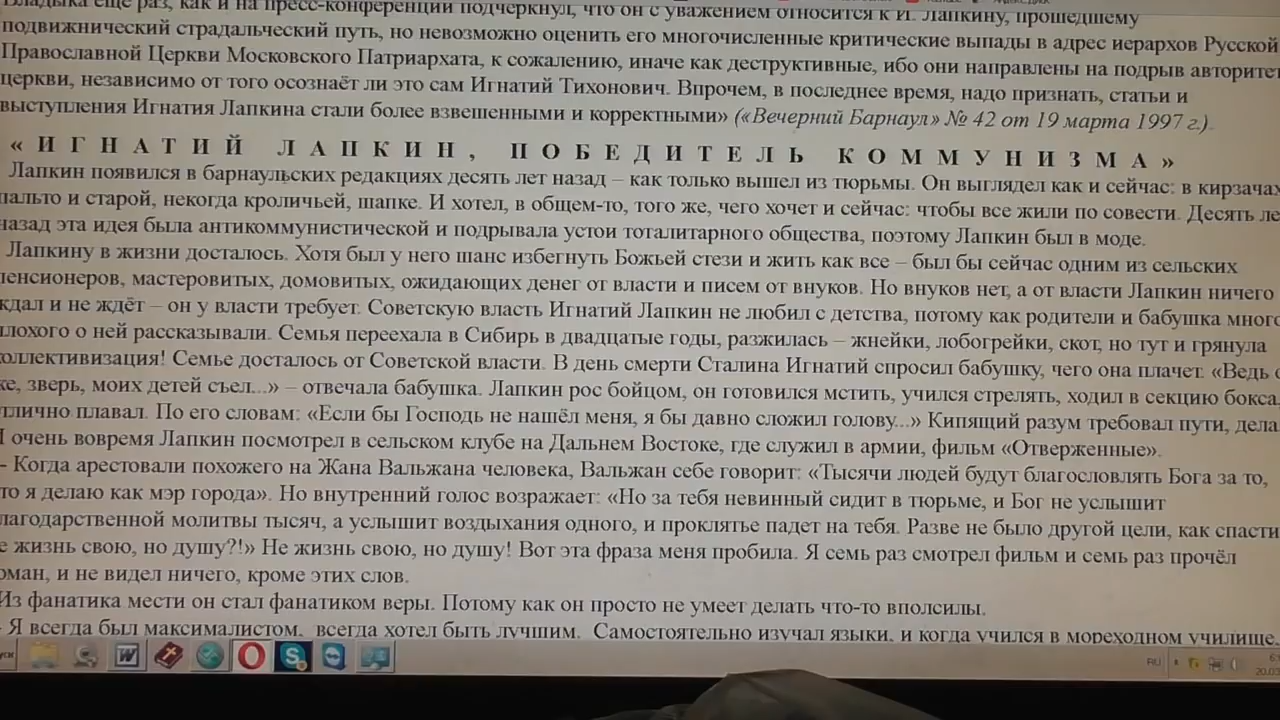 Владыка ещё раз, как и на пресс-конференции подчеркнул, что он с уважением относится к И. Лапкину, прошедшему
подвижнический страдальческий путь, но невозможно оценить его многочисленные критические выпады в адрес иерархов Русской
Православной Церкви Московского Патриархата, к сожалению, иначе как деструктивные, ибо они направлены на подрыв авторитет
церкви, независимо от того осознаёт ли это сам Игнатий Тихонович. Впрочем, в последнее время, надо признать, статьи и
выступления Игнатия Лапкина стали более взвешенными и корректными» («Вечерний Барнаул» № 42 от 19 марта 1997 г.).
«ИГНАТИЙ ЛАПКИН, ПОБЕДИТЕЛЬ КОММУНИЗМА»
Лапкин появился в барнаульских редакциях десять лет назад – как только вышел из тюрьмы. Он выглядел как и сейчас: в кирзачах,
пальто и старой, некогда кроличьей, шапке. И хотел, в общем-то, того же, чего хочет и сейчас: чтобы все жили по совести. Десять ле
назад эта идея была антикоммунистической и подрывала устои тоталитарного общества, поэтому Лапкин был в моде.
Лапкину в жизни досталось. Хотя был у него шанс избегнуть Божьей стези и жить как все – был бы сейчас одним из сельских
пенсионеров, мастеровитых, домовитых, ожидающих денег от власти и писем от внуков. Но внуков нет, а от власти Лапкин ничего
ждал и не ждёт – он у власти требует. Советскую власть Игнатий Лапкин не любил с детства, потому как родители и бабушка много
плохого о ней рассказывали. Семья переехала в Сибирь в двадцатые годы, разжилась – жнейки, лобогрейки, скот, но тут и грянула
коллективизация! Семье досталось от Советской власти. В день смерти Сталина Игнатий спросил бабушку, чего она плачет. «Ведь о
же, зверь, моих детей съел...» – отвечала бабушка. Лапкин рос бойцом, он готовился мстить, учился стрелять, ходил в секцию бокса,
отлично плавал. По его словам: «Если бы Господь не нашёл меня, я бы давно сложил голову...» Кипящий разум требовал пути, дела.
И очень вовремя Лапкин посмотрел в сельском клубе на Дальнем Востоке, где служил в армии, фильм «Отверженные».
- Когда арестовали похожего на Жана Вальжана человека, Вальжан себе говорит: «Тысячи людей будут благословлять Бога за то,
что я делаю как мэр города». Но внутренний голос возражает: «Но за тебя невинный сидит в тюрьме, и Бог не услышит
благодарственной молитвы тысяч, а услышит воздыхания одного, и проклятье падет на тебя. Разве не было другой цели, как спасти
е жизнь свою, но душу?!» Не жизнь свою, но душу! Вот эта фраза меня пробила. Я семь раз смотрел фильм и семь раз прочёл
роман, и не видел ничего, кроме этих слов.
Из фанатика мести он стал фанатиком веры. Потому как он просто не умеет делать что-то вполсилы.
- Я всегда был максималистом, всегда хотел быть лучшим. Самостоятельно изучал языки, и когда учился в мореходном училище,
RU